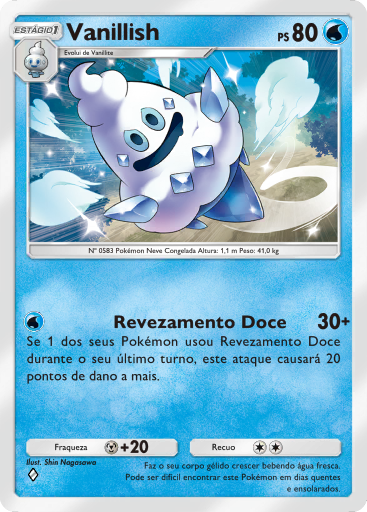 ESTÁGIO 1
Vanillish
PS 80
Evolui de Vanillite
Nº 0583 Pokémon Neve Congelada Altura: 1,1 m Peso: 41,0 kg
Revezamento Doce 30+
Se 1 dos seus Pokémon usou Revezamento Doce
durante o seu último turno, este ataque causará 20
pontos de dano a mais.
Fraqueza +20
Recuo
Ilust. Shin Nagasawa
Faz o seu corpo gélido crescer bebendo água fresca.
Pode ser difícil encontrar este Pokémon em dias quentes
e ensolarados.